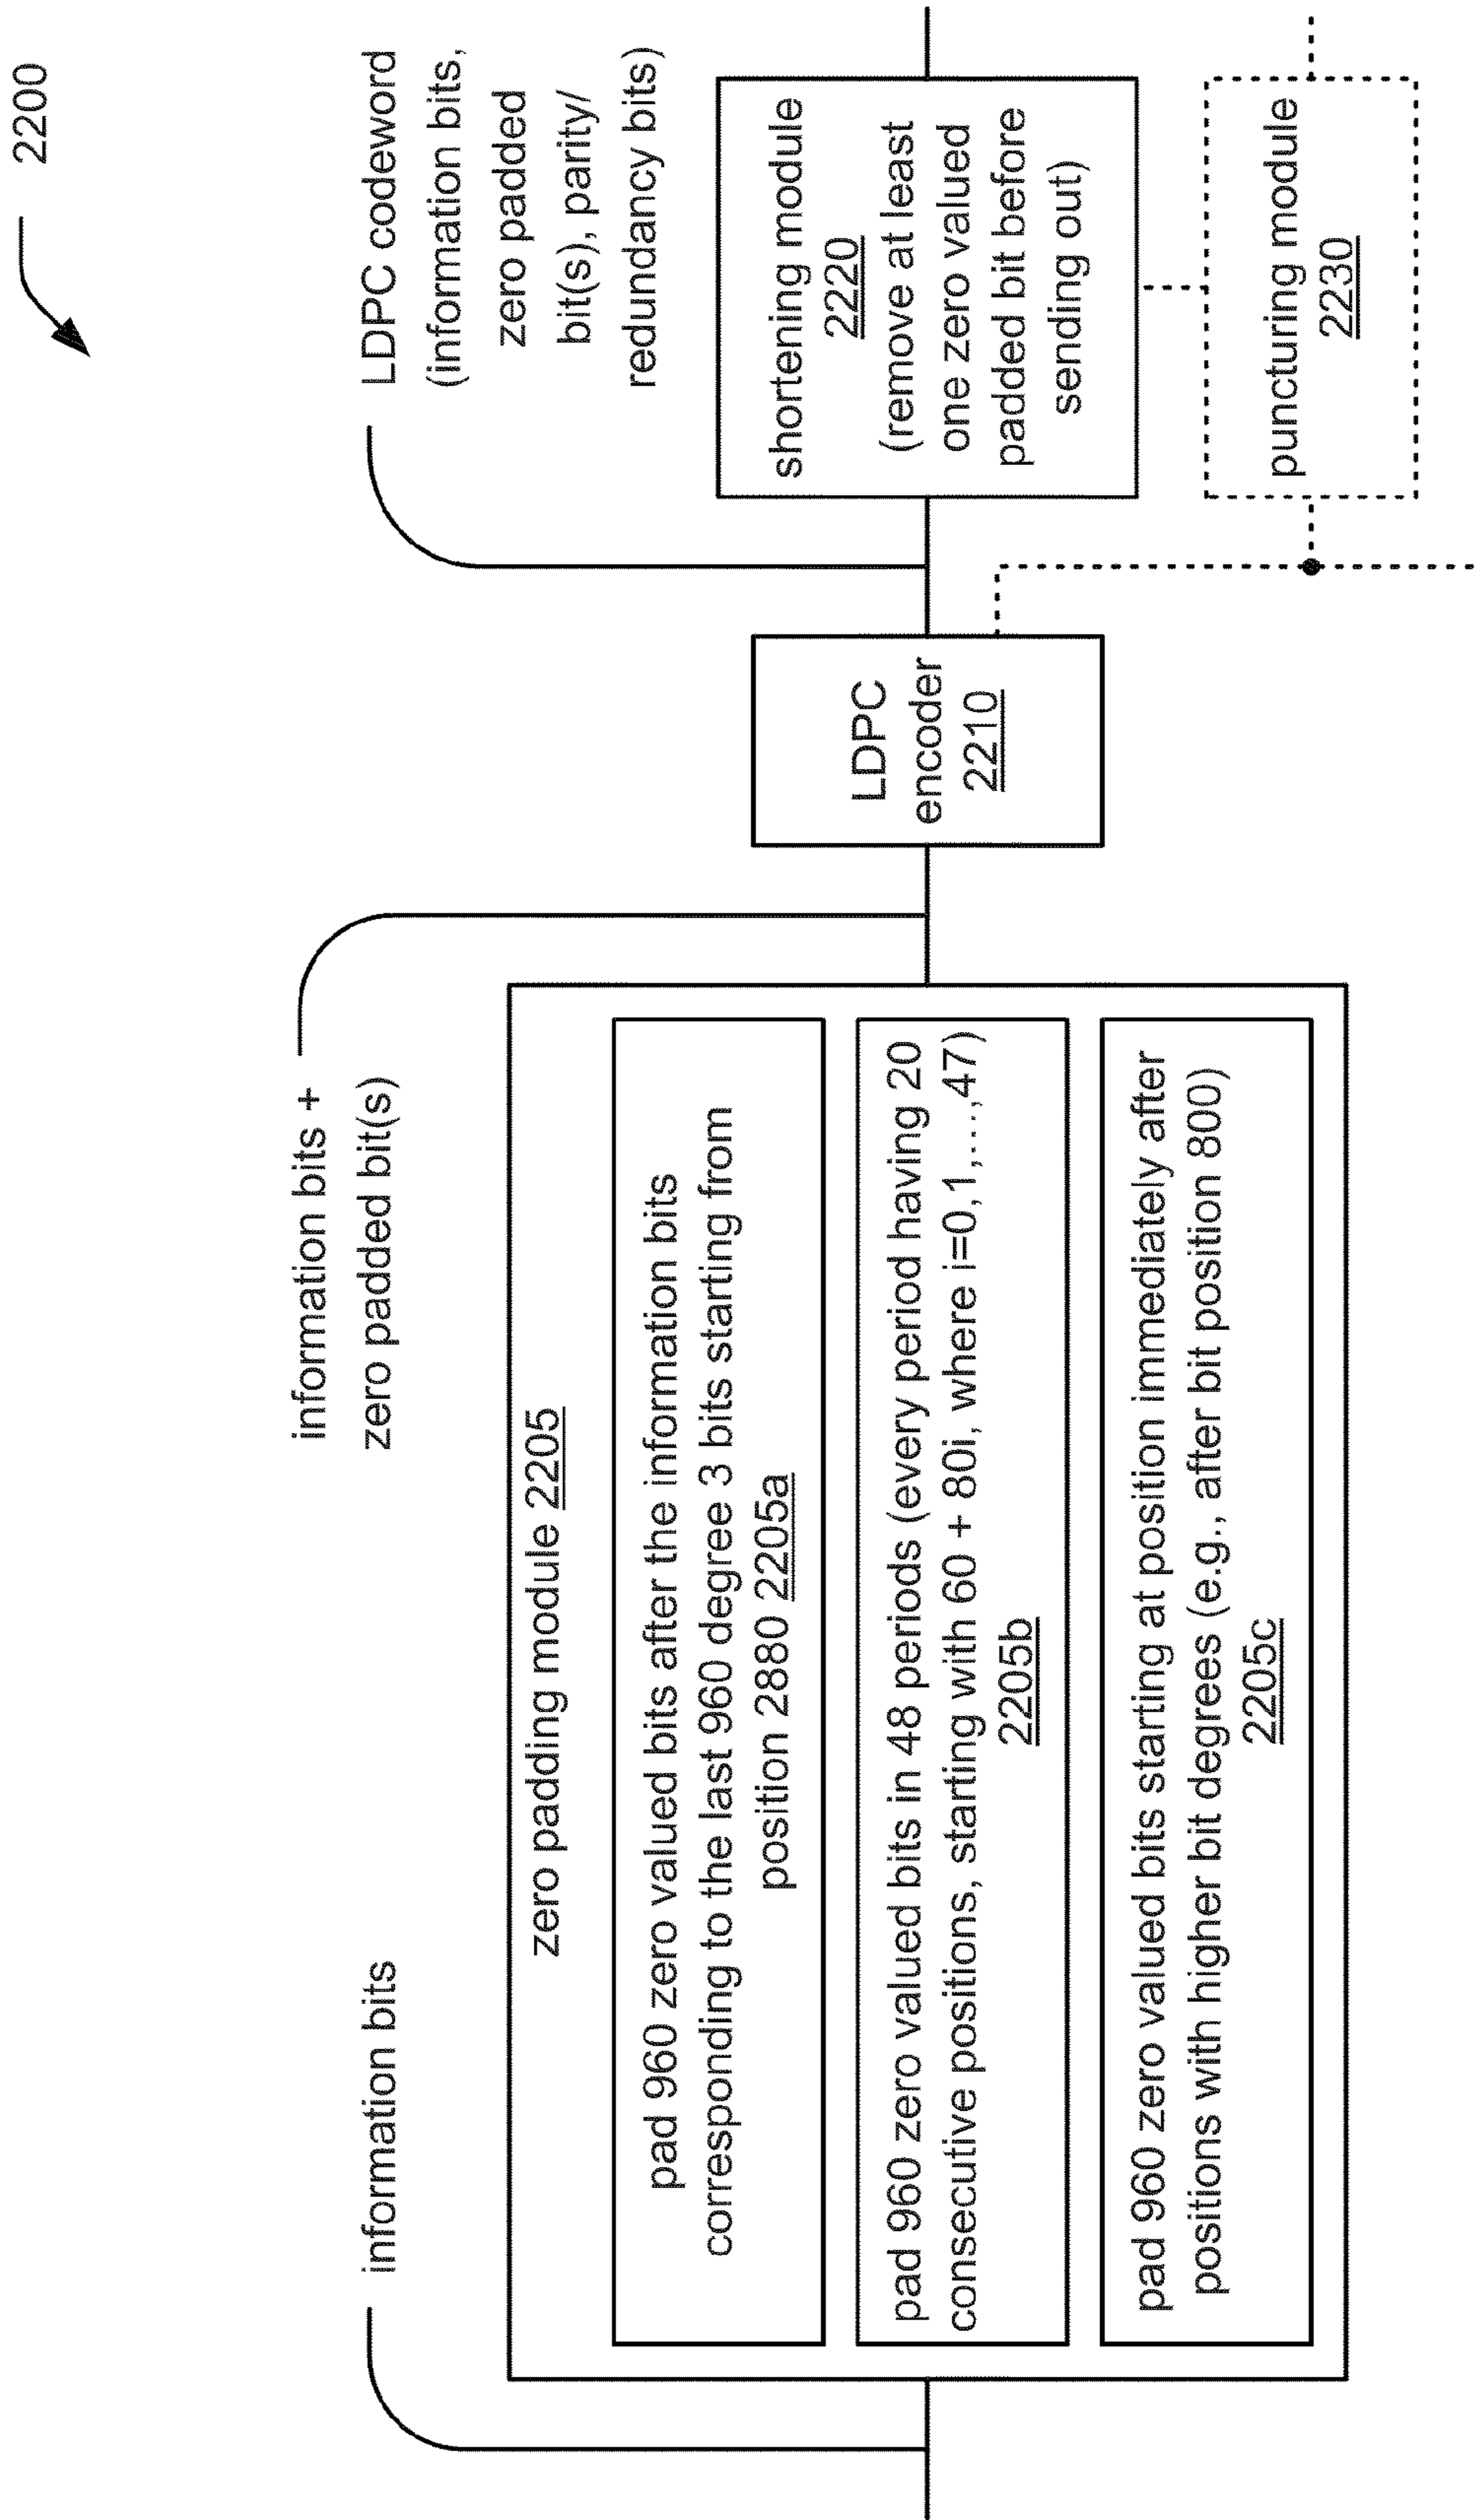 2200
information bits
information bits +
zero padded bit(s)
LDPC codeword
(information bits,
zero padded
bit(s), parity/
redundancy bits)
zero padding module 2205
pad 960 zero valued bits after the information bits
corresponding to the last 960 degree 3 bits starting from
position 2880 2205a
pad 960 zero valued bits in 48 periods (every period having 20
consecutive positions, starting with 60 + 80i, where i=0,1,...,47)
2205b
pad 960 zero valued bits starting at position immediately after
positions with higher bit degrees (e.g., after bit position 800)
2205c
LDPC
encoder
2210
shortening module
2220
(remove at least
one zero valued
padded bit before
sending out)
puncturing module
2230